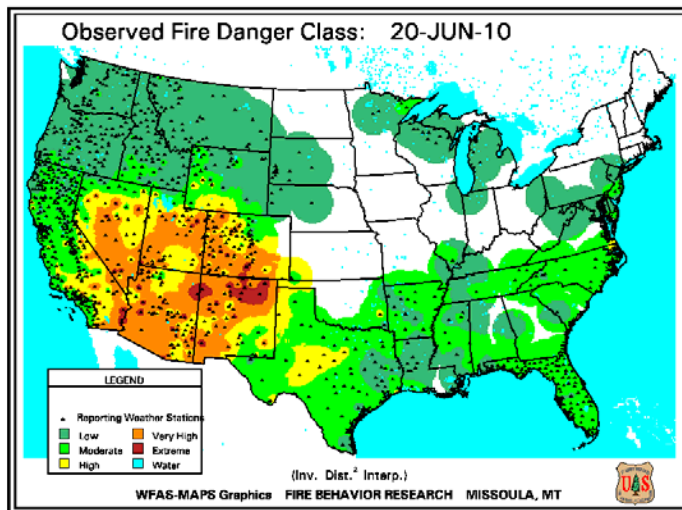 Observed Fire Danger Class: 20-JUN-10
LEGEND
Reporting Weather Stations
Low
Very High
Moderate
Extreme
High
Water
(Inv. Dist.² Interp.)
WFAS-MAPS Graphics FIRE BEHAVIOR RESEARCH MISSOULA, MT
UAS